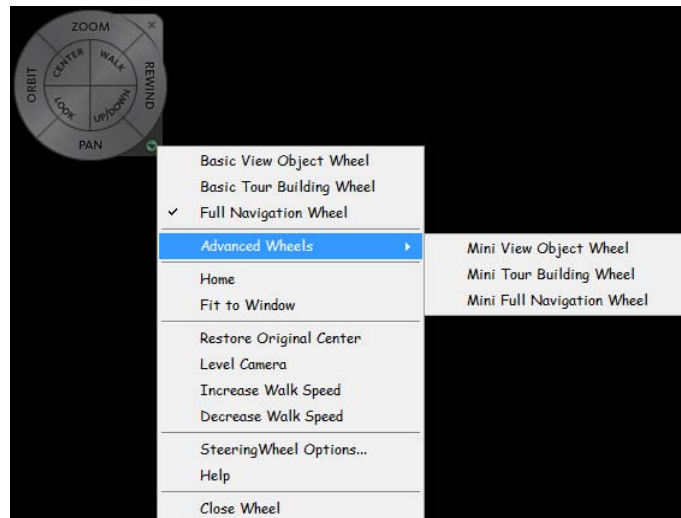 ZOOM
CENTER
WALK
ORBIT
REWIND
LOOK
UP/DOWN
PAN
Basic View Object Wheel
Basic Tour Building Wheel
Full Navigation Wheel
Advanced Wheels
Mini View Object Wheel
Mini Tour Building Wheel
Mini Full Navigation Wheel
Home
Fit to Window
Restore Original Center
Level Camera
Increase Walk Speed
Decrease Walk Speed
SteeringWheel Options...
Help
Close Wheel